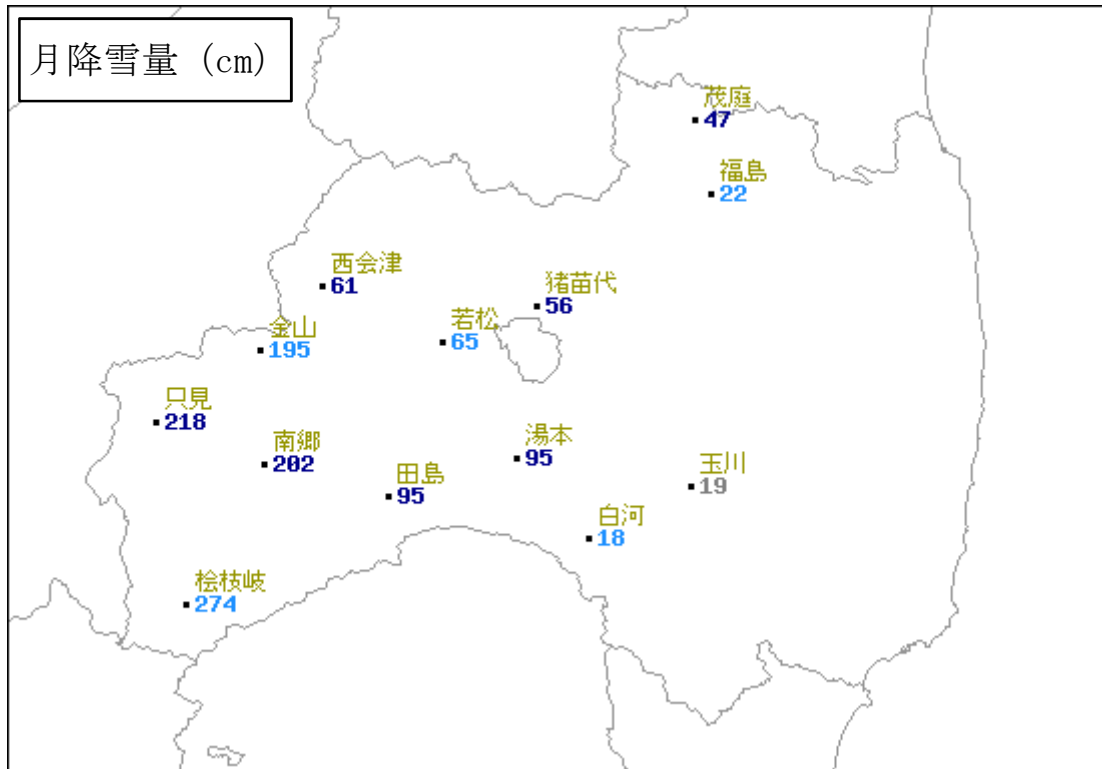 月降雪量 (cm)
茂庭
47
福島
22
西会津
61
猪苗代
56
金山
195
若松
65
只見
218
南郷
202
湯本
95
田島
95
玉川
19
白河
18
桧枝岐
274